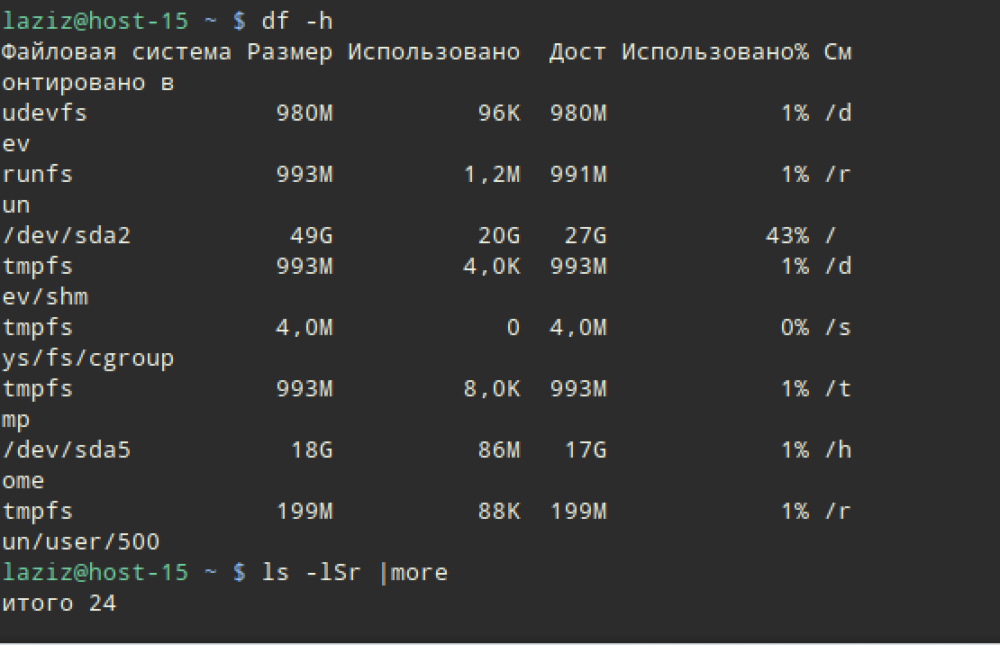 laziz@host-15 ~ $ df -h
Файловая система Размер Использовано  Дост Использовано% См
онтировано в
udevfs             980M          96K  980M            1% /d
ev
runfs              993M         1,2M  991M            1% /r
un
/dev/sda2           49G          20G   27G           43% /
tmpfs              993M         4,0K  993M            1% /d
ev/shm
tmpfs              4,0M            0  4,0M            0% /s
ys/fs/cgroup
tmpfs              993M         8,0K  993M            1% /t
mp
/dev/sda5           18G          86M   17G            1% /h
ome
tmpfs              199M          88K  199M            1% /r
un/user/500
laziz@host-15 ~ $ ls -lSr |more
итого 24